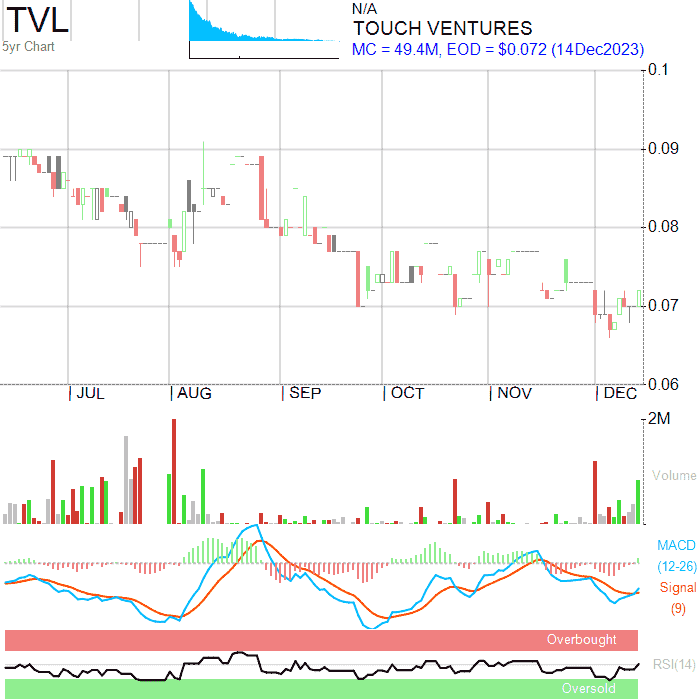 TVL
5yr Chart
N/A
TOUCH VENTURES
MC = 49.4M, EOD = $0.072 (14Dec2023)
0.1
0.09
0.08
0.07
0.06
JUL AUG SEP OCT NOV DEC
2M
Volume
MACD
(12-26)
Signal
(9)
Overbought
RSI(14)
Oversold